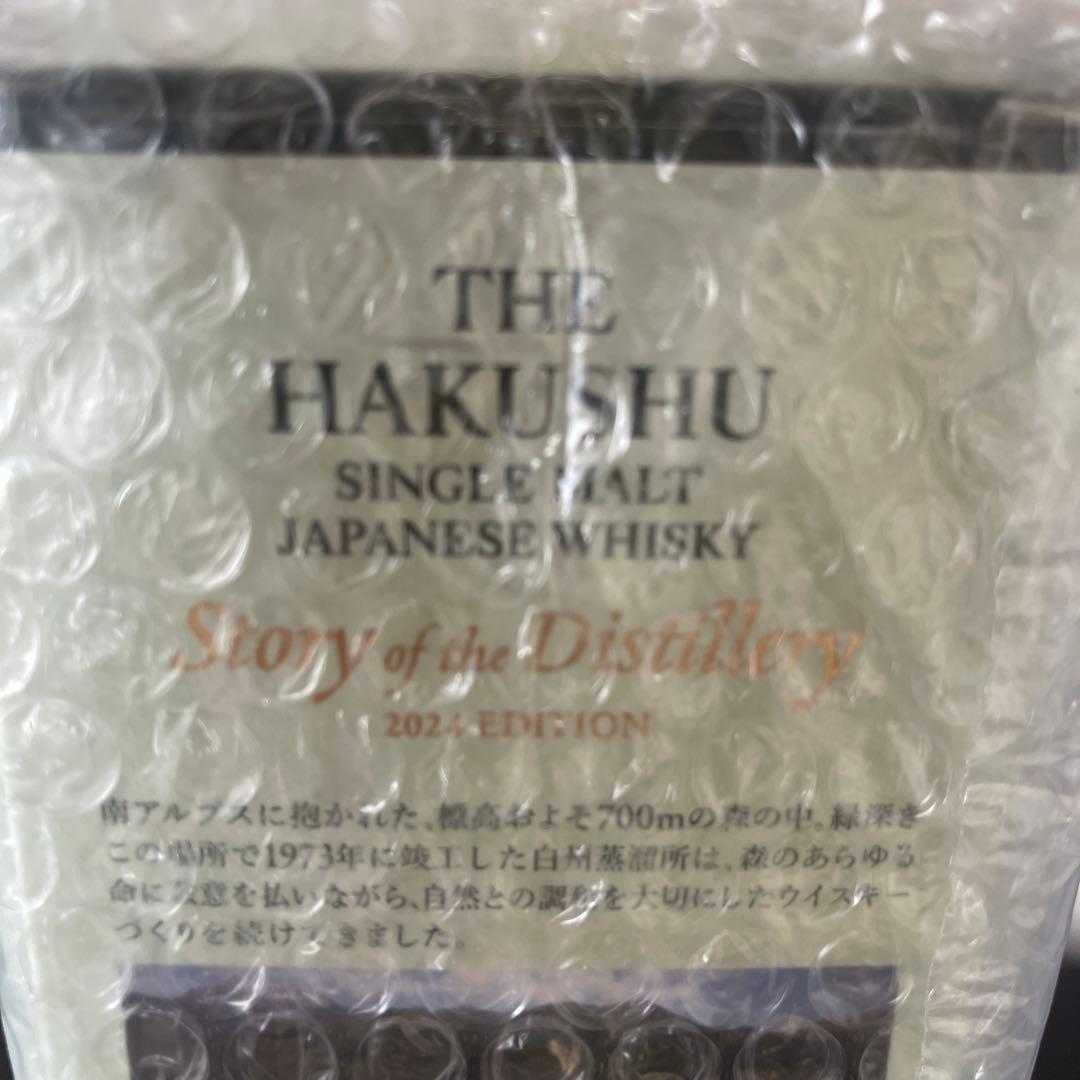 THE
HAKUSHU
SINGLE MALT
JAPANESE WHISKY
Story of the Distillery
2024 EDITION
南アルプスに抱かれた、標高およそ700mの森の中。緑深き
この場所で1973年に竣工した白州蒸溜所は、森のあらゆる
命に敬意を払いながら、自然との調和を大切にしたウイスキー
づくりを続けてきました。